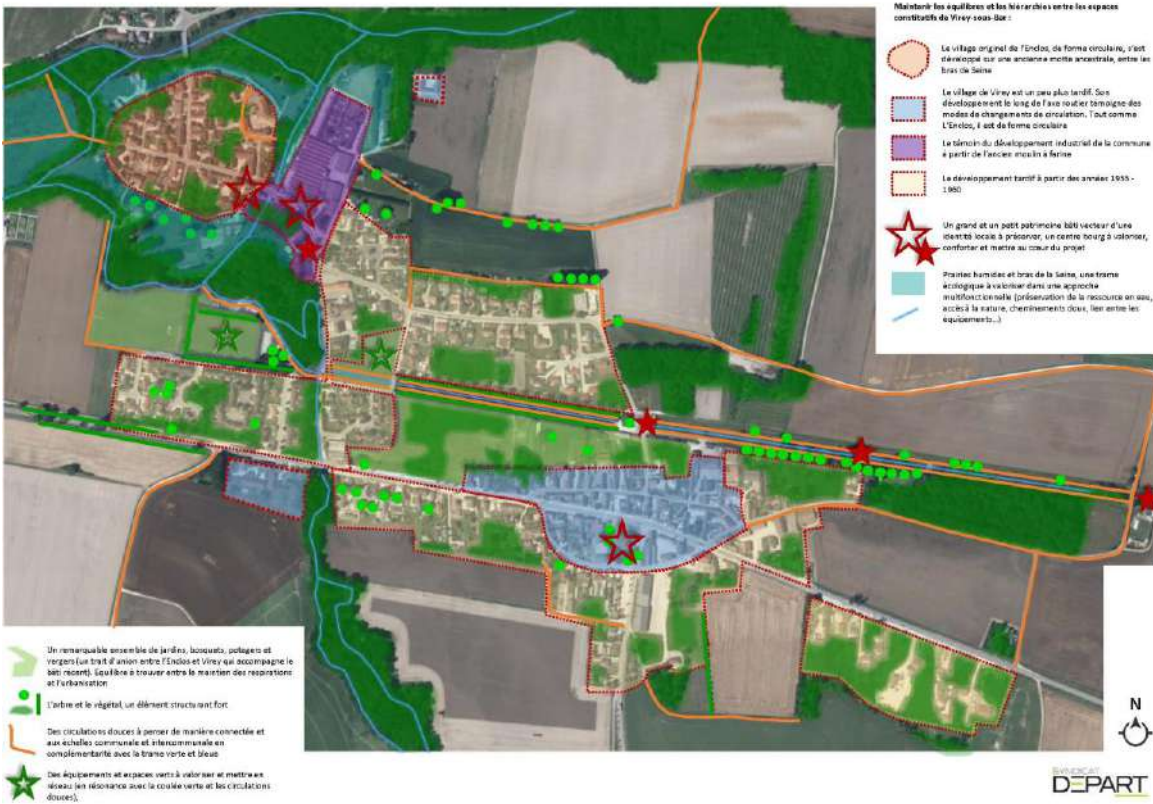 Maintenir les équilibres et les hiérarchies entre les espaces
constitutifs de Virey-sous-Bar :
Le village originel de l'Enclos, de forme circulaire, s'est
développé sur une ancienne motte ancestrale, entre les
bras de Seine
Le village de Virey est un peu plus tardif. Son
développement le long de l'axe routier témoigne des
modes de changements de circulation. Tout comme
L'Enclos, il est de forme circulaire
Le témoin du développement industriel de la commune
à partir de l'ancien moulin à farine
Le développement tardif à partir des années 1955 -
1960
Un grand et un petit patrimoine bâti vecteur d'une
identité locale à préserver, un centre bourg à valoriser,
conforter et mettre au cœur du projet
Prairies humides et bras de la Seine, une trame
écologique à valoriser dans une approche
multifonctionnelle (préservation de la ressource en eau,
accès à la nature, cheminements doux, lien entre les
équipements...)
Un remarquable ensemble de jardins, bosquets, potagers et
vergers (un trait d'union entre l'Enclos et Virey qui accompagne le
bâti récent). Equilibre à trouver entre le maintien des respirations
et l'urbanisation
L'arbre et le végétal, un élément structurant fort
Des circulations douces à penser de manière connectée et
aux échelles communale et intercommunale en
complémentarité avec la trame verte et bleue
Des équipements et espaces verts à valoriser et mettre en
réseau (en résonance avec la coulée verte et les circulations
douces),
N
SYNDICAT
DEPART